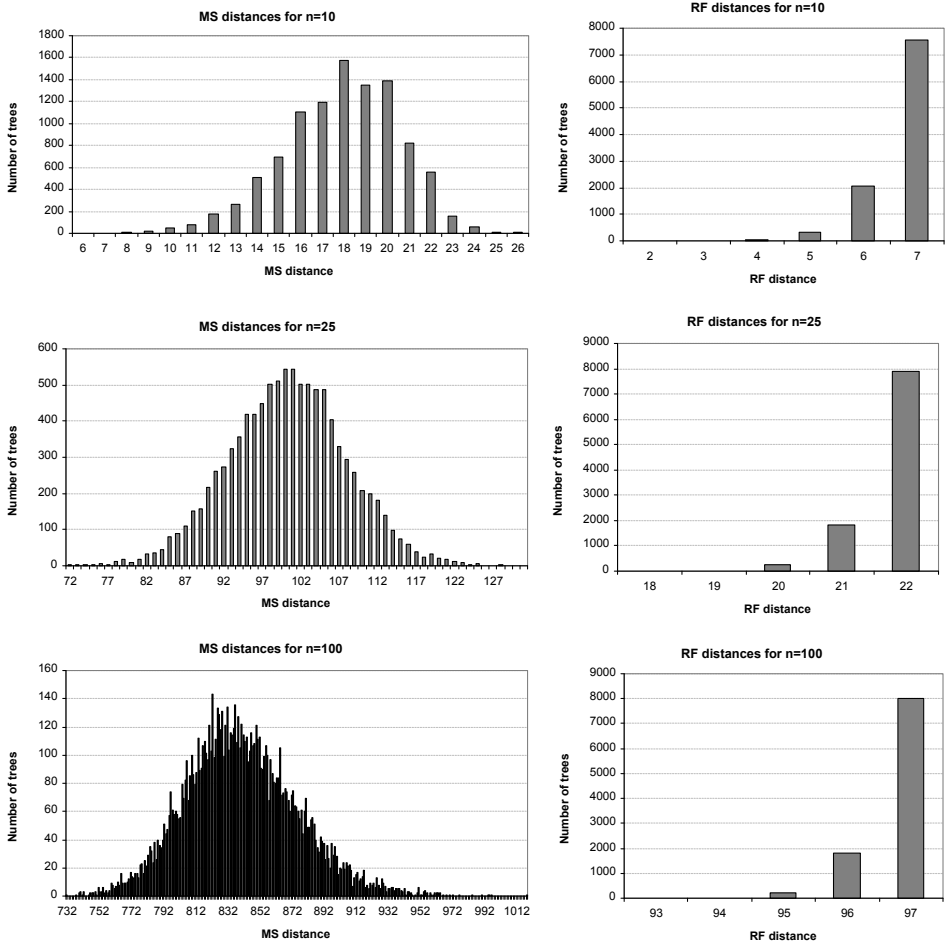 MS distances for n=10
1800
1600
1400
1200
1000
800
600
400
200
0
Number of trees
6 7 8 9 10 11 12 13 14 15 16 17 18 19 20 21 22 23 24 25 26
MS distance
RF distances for n=10
8000
7000
6000
5000
4000
3000
2000
1000
0
Number of trees
2 3 4 5 6 7
RF distance
MS distances for n=25
600
500
400
300
200
100
0
Number of trees
72 77 82 87 92 97 102 107 112 117 122 127
MS distance
RF distances for n=25
9000
8000
7000
6000
5000
4000
3000
2000
1000
0
Number of trees
18 19 20 21 22
RF distance
MS distances for n=100
160
140
120
100
80
60
40
20
0
Number of trees
732 752 772 792 812 832 852 872 892 912 932 952 972 992 1012
MS distance
RF distances for n=100
9000
8000
7000
6000
5000
4000
3000
2000
1000
0
Number of trees
93 94 95 96 97
RF distance